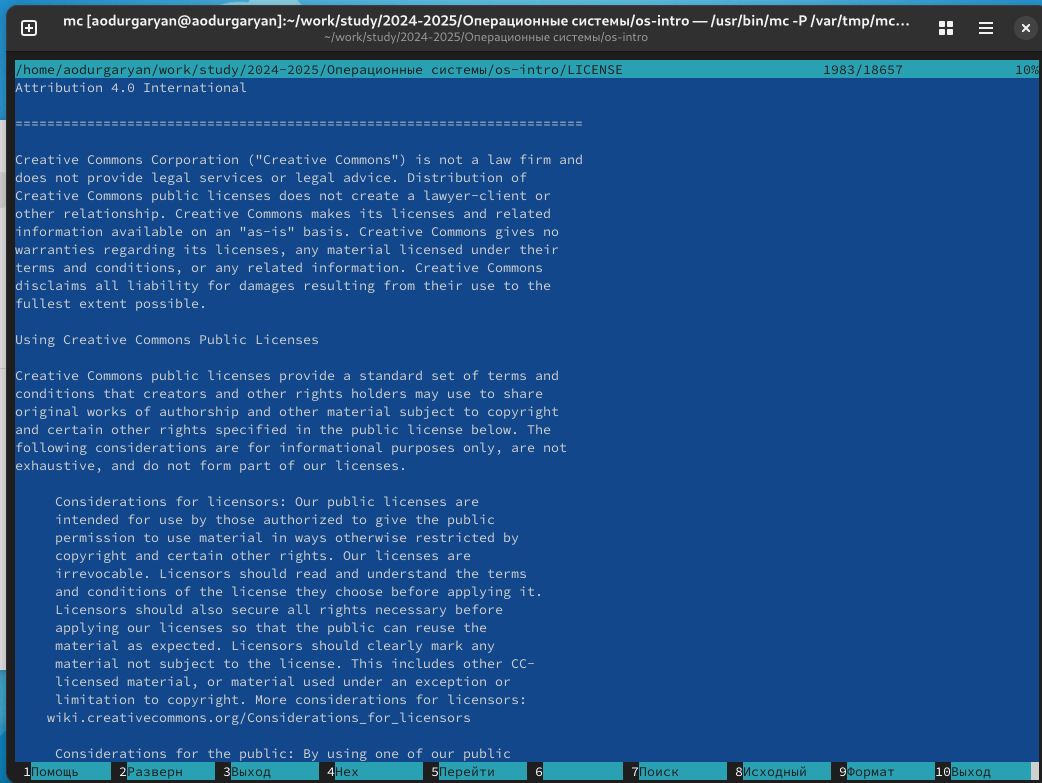 mc [aodurgaryan@aodurgaryan]:~/work/study/2024-2025/Операционные системы/os-intro — /usr/bin/mc -P /var/tmp/mc…
~/work/study/2024-2025/Операционные системы/os-intro
/home/aodurgaryan/work/study/2024-2025/Операционные системы/os-intro/LICENSE 1983/18657 10%
Attribution 4.0 International
=======================================================================
Creative Commons Corporation ("Creative Commons") is not a law firm and
does not provide legal services or legal advice. Distribution of
Creative Commons public licenses does not create a lawyer-client or
other relationship. Creative Commons makes its licenses and related
information available on an "as-is" basis. Creative Commons gives no
warranties regarding its licenses, any material licensed under their
terms and conditions, or any related information. Creative Commons
disclaims all liability for damages resulting from their use to the
fullest extent possible.
Using Creative Commons Public Licenses
Creative Commons public licenses provide a standard set of terms and
conditions that creators and other rights holders may use to share
original works of authorship and other material subject to copyright
and certain other rights specified in the public license below. The
following considerations are for informational purposes only, are not
exhaustive, and do not form part of our licenses.
Considerations for licensors: Our public licenses are
intended for use by those authorized to give the public
permission to use material in ways otherwise restricted by
copyright and certain other rights. Our licenses are
irrevocable. Licensors should read and understand the terms
and conditions of the license they choose before applying it.
Licensors should also secure all rights necessary before
applying our licenses so that the public can reuse the
material as expected. Licensors should clearly mark any
material not subject to the license. This includes other CC-
licensed material, or material used under an exception or
limitation to copyright. More considerations for licensors:
wiki.creativecommons.org/Considerations_for_licensors
Considerations for the public: By using one of our public
1Помощь 2Разверн 3Выход 4Hex 5Перейти 6 7Поиск 8Исходный 9Формат 10Выход